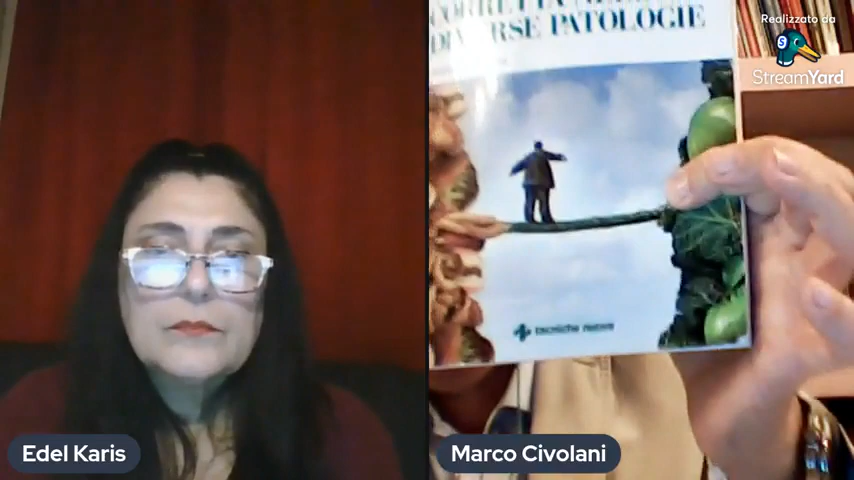 DIVERSE PATOLOGIE
tecniche nuove
Realizzato da
StreamYard
Edel Karis
Marco Civolani